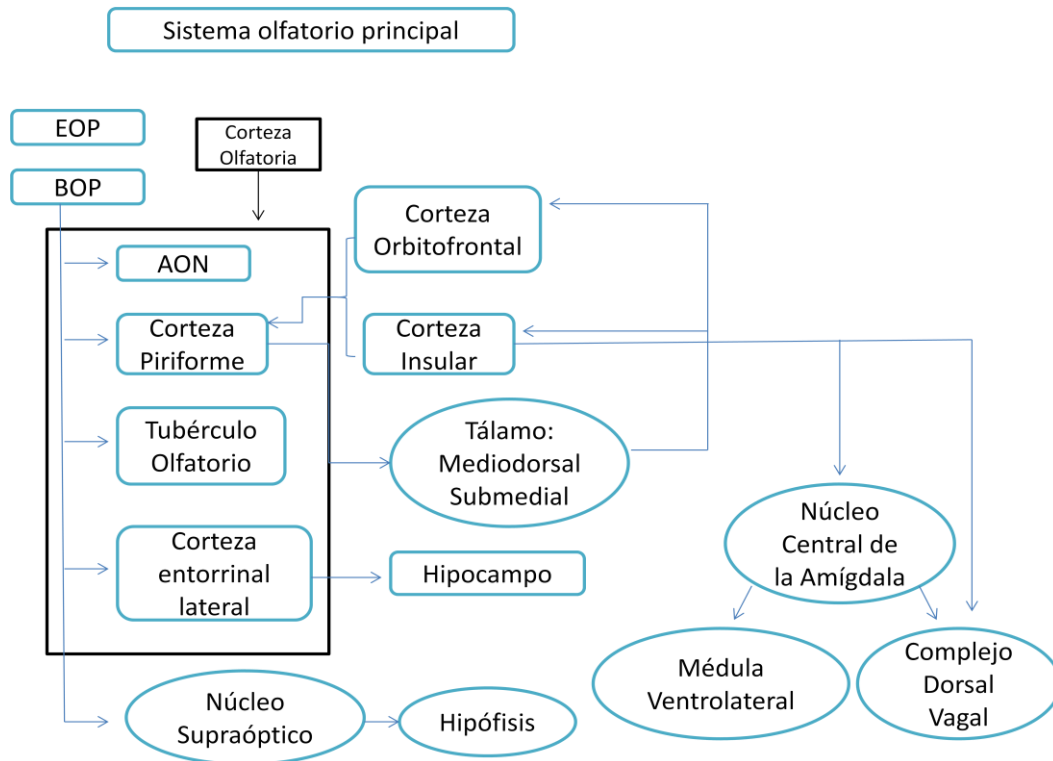 Sistema olfatorio principal
EOP
BOP
Corteza
Olfatoria
AON
Corteza
Piriforme
Tubérculo
Olfatorio
Corteza
entorrinal
lateral
Núcleo
Supraóptico
Corteza
Orbitofrontal
Corteza
Insular
Tálamo:
Mediodorsal
Submedial
Hipocampo
Hipófisis
Núcleo
Central de
la Amígdala
Médula
Ventrolateral
Complejo
Dorsal
Vagal